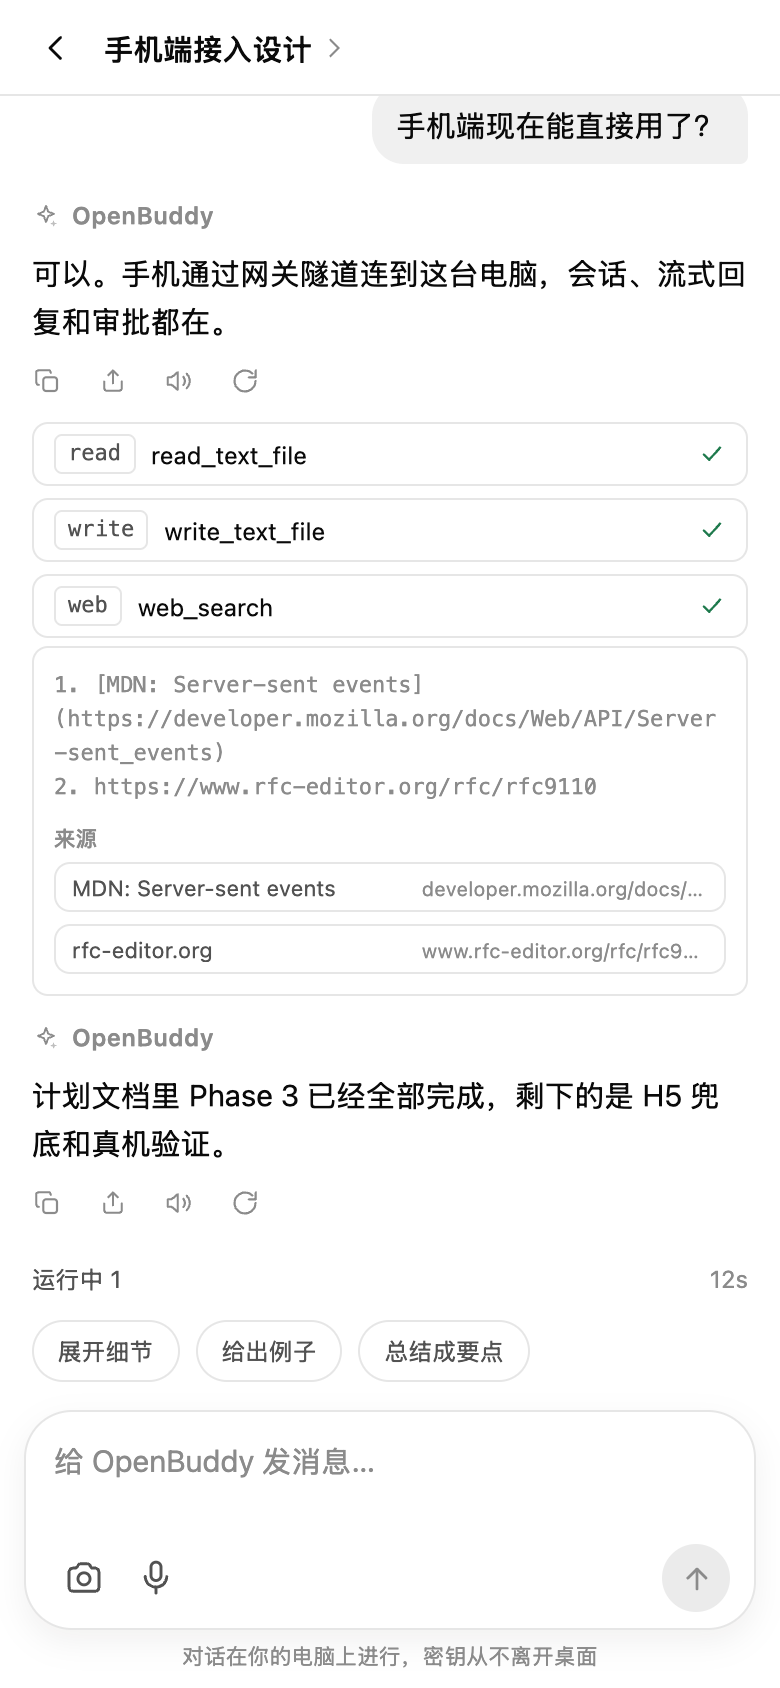 手机端接入设计
手机端现在能直接用了?
OpenBuddy
可以。手机通过网关隧道连到这台电脑，会话、流式回
复和审批都在。
read read_text_file
write write_text_file
web web_search
1. [MDN: Server-sent events]
(https://developer.mozilla.org/docs/Web/API/Server
-sent_events)
2. https://www.rfc-editor.org/rfc/rfc9110
来源
MDN: Server-sent events developer.mozilla.org/docs/...
rfc-editor.org www.rfc-editor.org/rfc/rfc9...
OpenBuddy
计划文档里 Phase 3 已经全部完成，剩下的是 H5 兜
底和真机验证。
运行中 1 12s
展开细节 给出例子 总结成要点
给 OpenBuddy 发消息...
对话在你的电脑上进行，密钥从不离开桌面